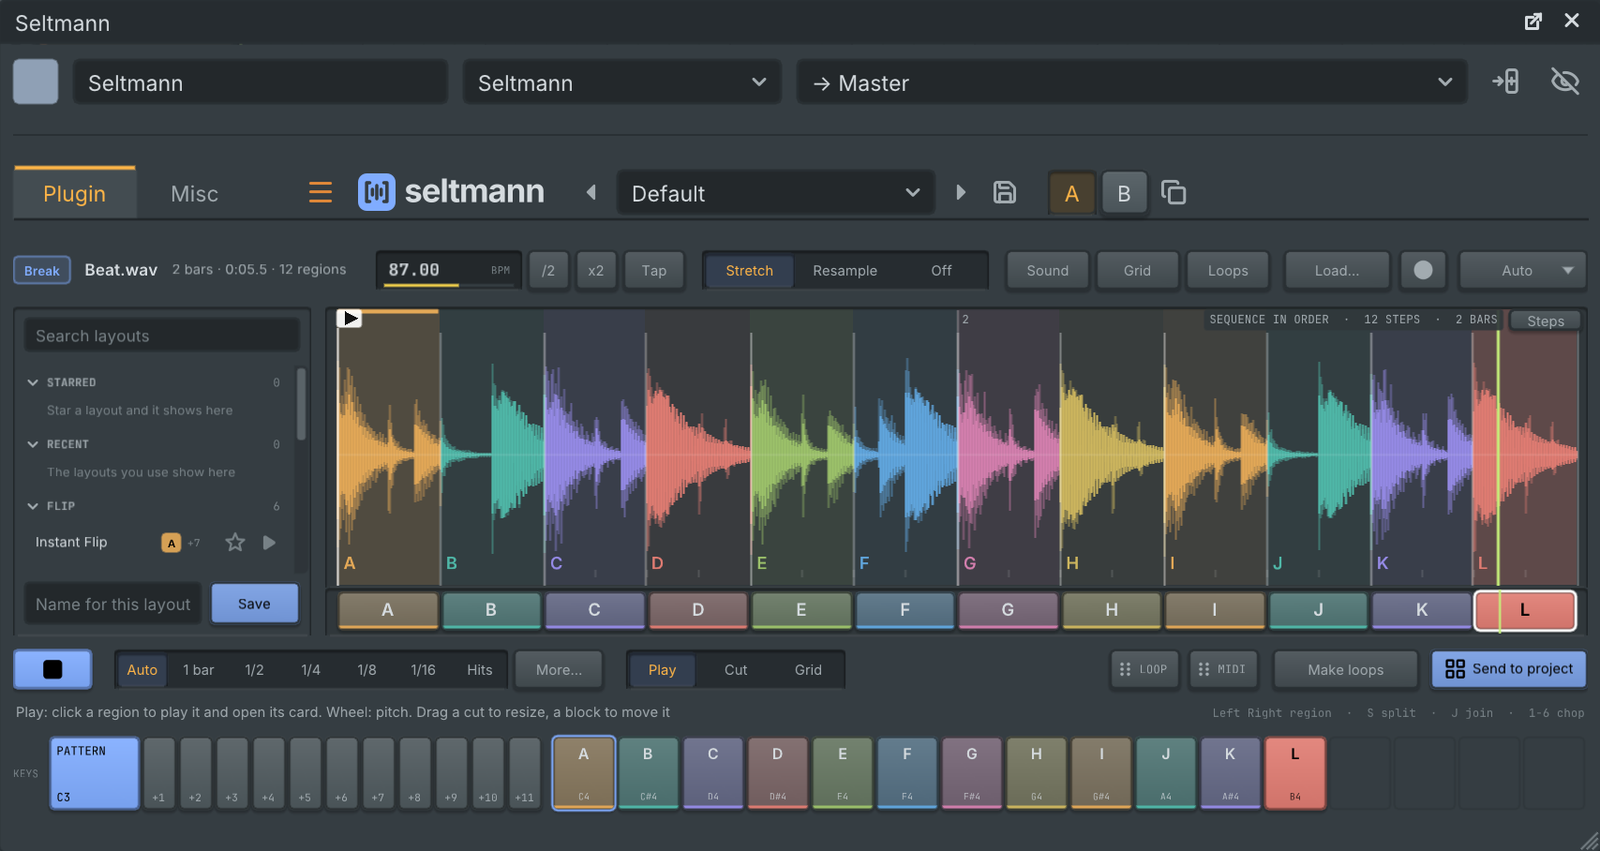 Seltmann
Seltmann
Seltmann
→ Master
Plugin
Misc
seltmann
Default
A
B
Break
Beat.wav
2 bars · 0:05.5 · 12 regions
87.00 BPM
/2
x2
Tap
Stretch
Resample
Off
Sound
Grid
Loops
Load...
Auto
Search layouts
STARRED 0
Star a layout and it shows here
RECENT 0
The layouts you use show here
FLIP 6
Instant Flip A +7
Name for this layout
Save
2
SEQUENCE IN ORDER · 12 STEPS · 2 BARS
Steps
A B C D E F G H I J K L
A B C D E F G H I J K L
Auto
1 bar
1/2
1/4
1/8
1/16
Hits
More...
Play
Cut
Grid
LOOP
MIDI
Make loops
Send to project
Play: click a region to play it and open its card. Wheel: pitch. Drag a cut to resize, a block to move it
Left Right region · S split · J join · 1-6 chop
KEYS
PATTERN
C3
+1 +2 +3 +4 +5 +6 +7 +8 +9 +10 +11
A B C D E F G H I J K L
C4 C#4 D4 D#4 E4 F4 F#4 G4 G#4 A4 A#4 B4